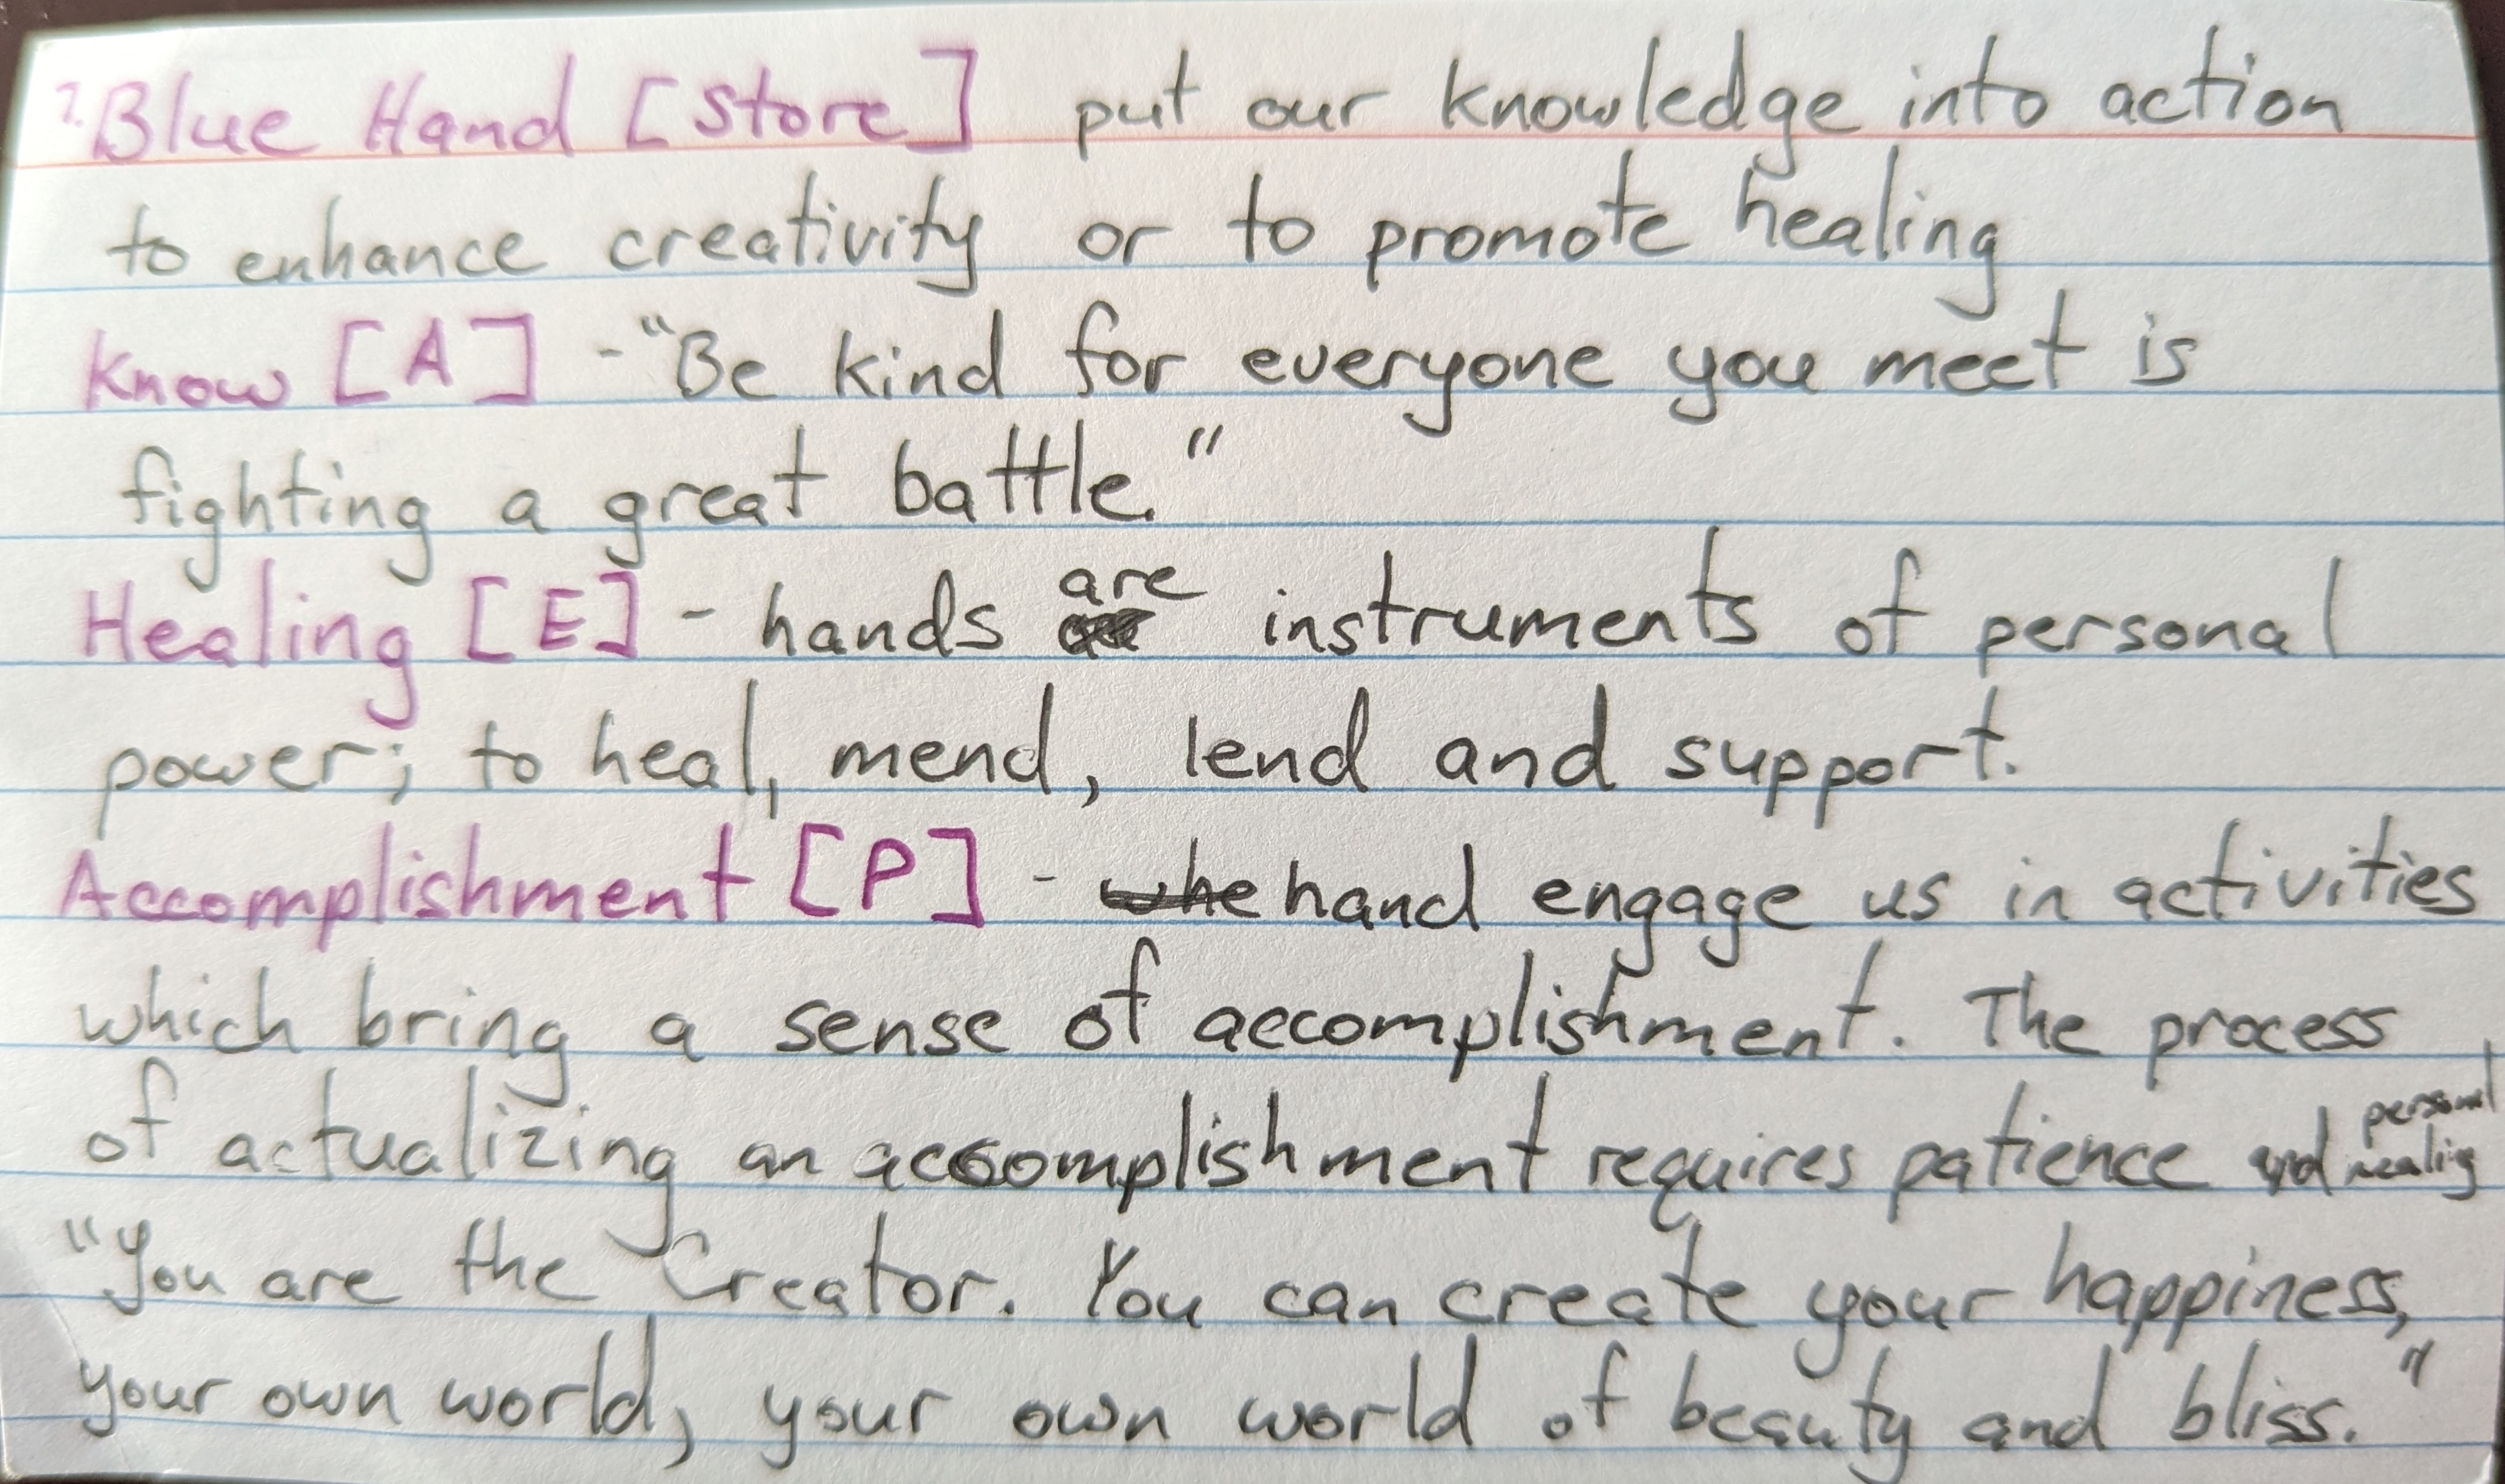 7. Blue Hand [Store] put our knowledge into action
to enhance creativity or to promote healing
Know [A] - "Be kind for everyone you meet is
fighting a great battle."
Healing [E] - hands are instruments of personal
power; to heal, mend, lend and support.
Accomplishment [P] - whe hand engage us in activities
which bring a sense of accomplishment. The process
of actualizing an accomplishment requires patience and personal healing
"You are the Creator. You can create your happiness,
your own world, your own world of beauty and bliss."